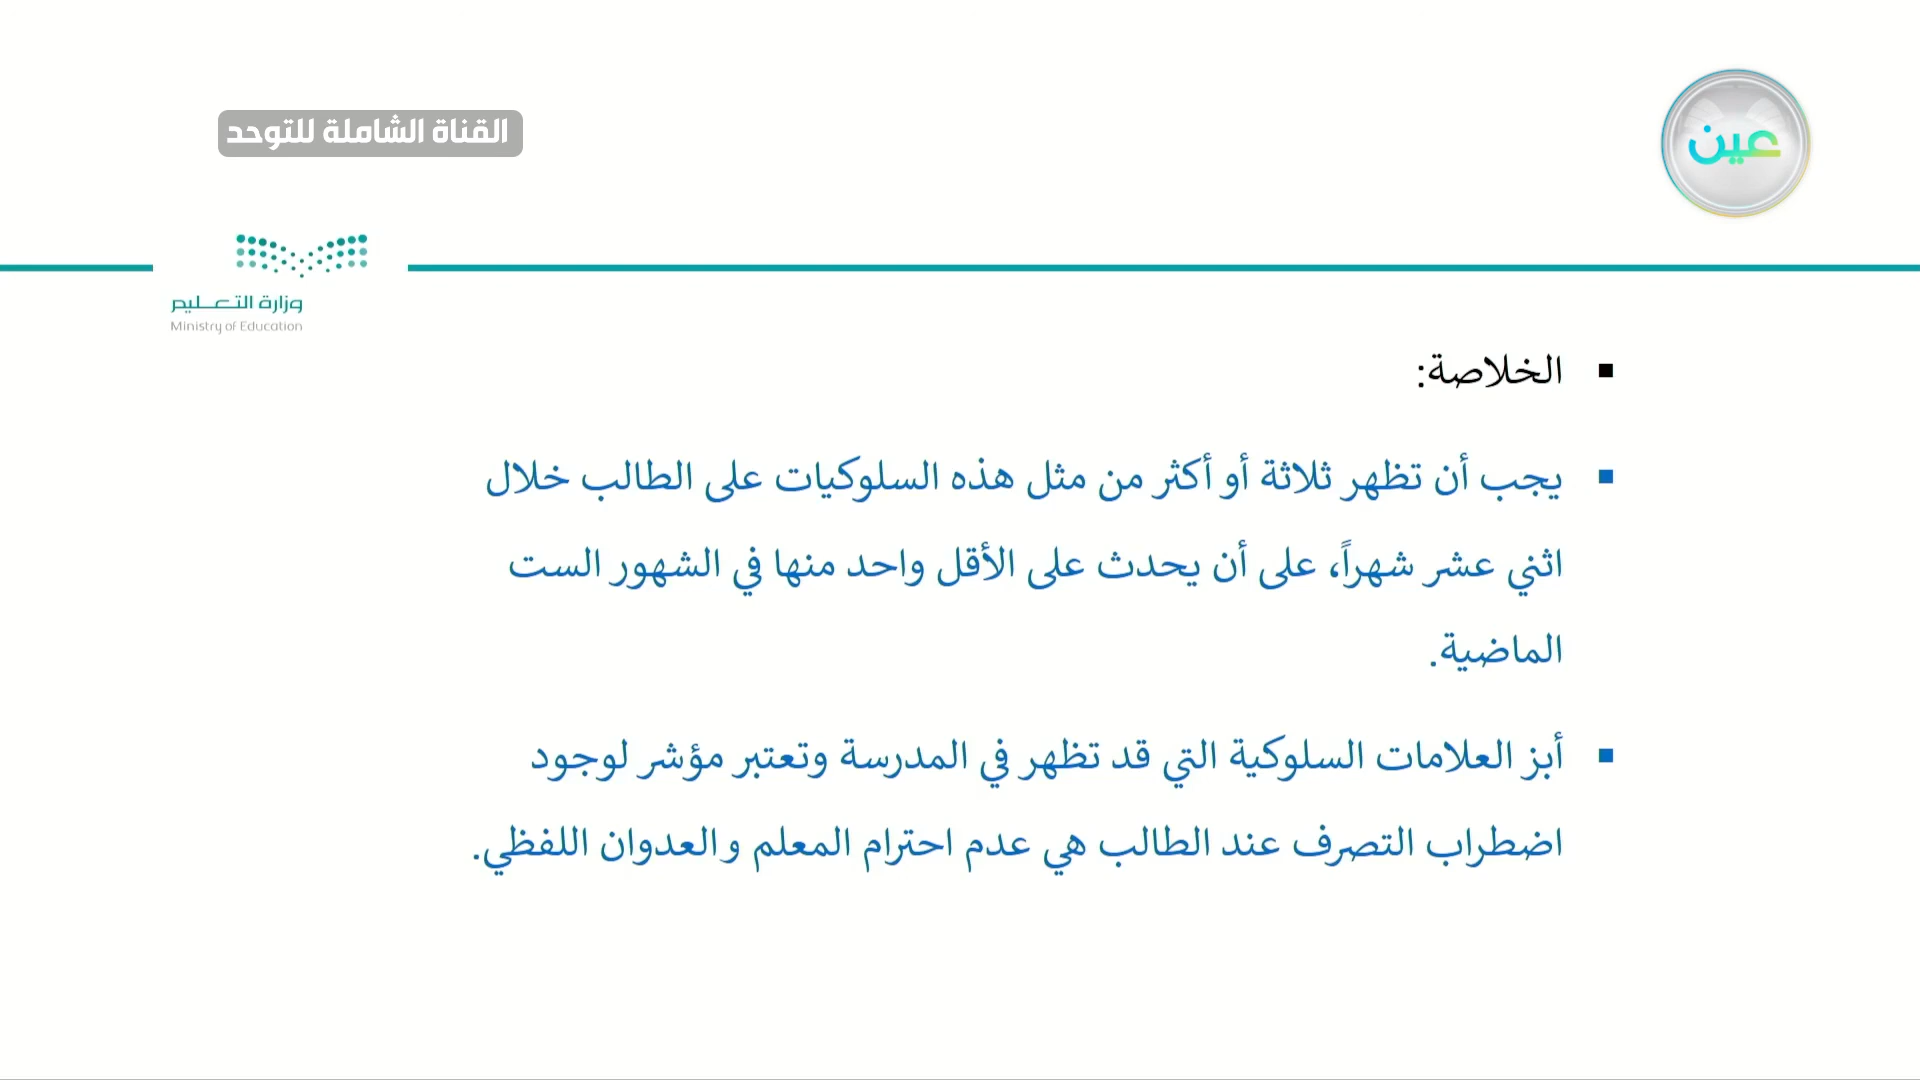 القناة الشاملة للتوحد
عين
وزارة التعليم
Ministry of Education
الخلاصة:
يجب أن تظهر ثلاثة أو أكثر من مثل هذه السلوكيات على الطالب خلال
اثني عشر شهراً، على أن يحدث على الأقل واحد منها في الشهور الست
الماضية.
أبز العلامات السلوكية التي قد تظهر في المدرسة وتعتبر مؤشر لوجود
اضطراب التصرف عند الطالب هي عدم احترام المعلم والعدوان اللفظي.